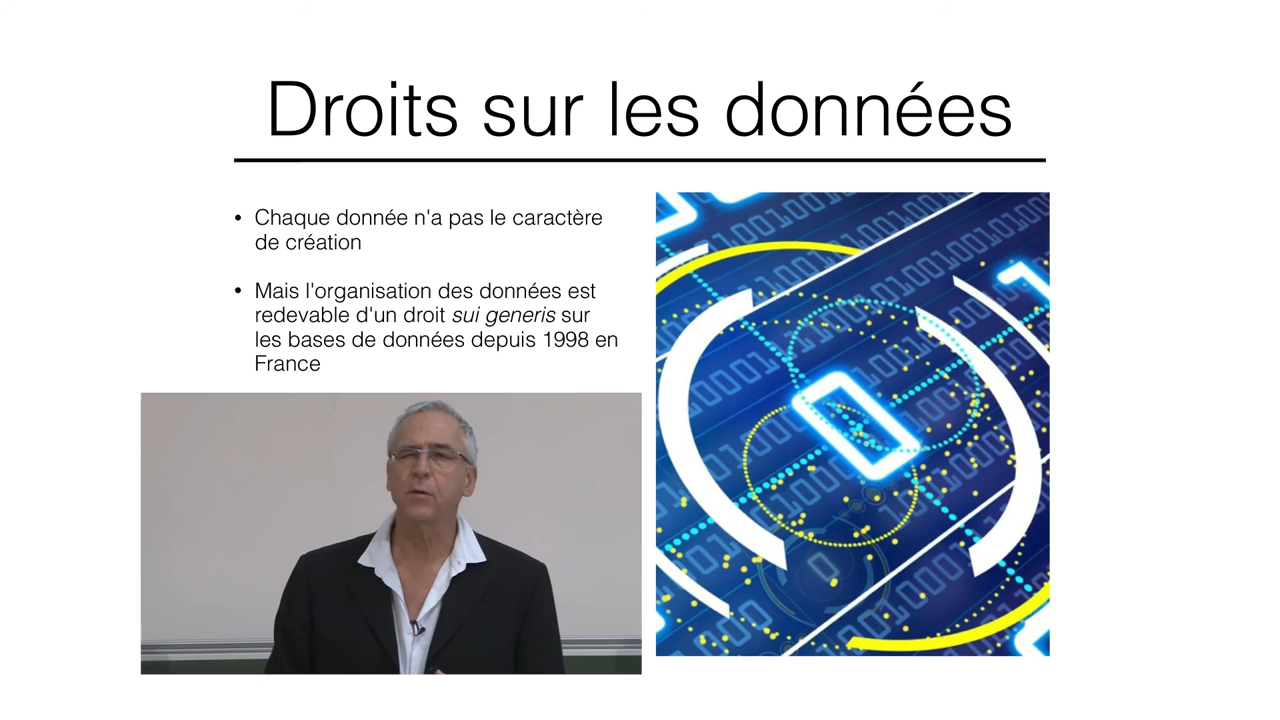 Droits sur les données
• Chaque donnée n'a pas le caractère
de création
• Mais l'organisation des données est
redevable d'un droit sui generis sur
les bases de données depuis 1998 en
France